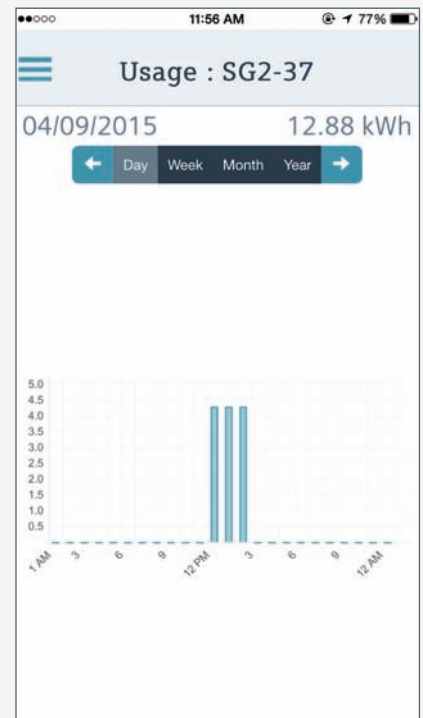 11:56 AM 77%
Usage : SG2-37
04/09/2015 12.88 kWh
Day Week Month Year
5.0
4.5
4.0
3.5
3.0
2.5
2.0
1.5
1.0
0.5
1 AM 3 6 9 12 PM 3 6 9 12 AM